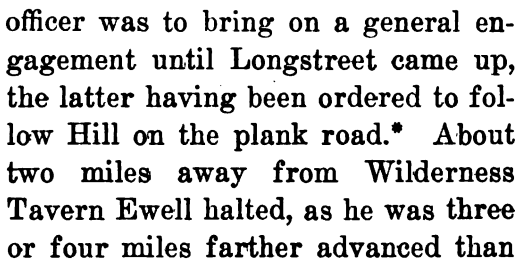 officer was to bring on a general en-
gagement until Longstreet came up,
the latter having been ordered to fol-
low Hill on the plank road.* About
two miles away from Wilderness
Tavern Ewell halted, as he was three
or four miles farther advanced than